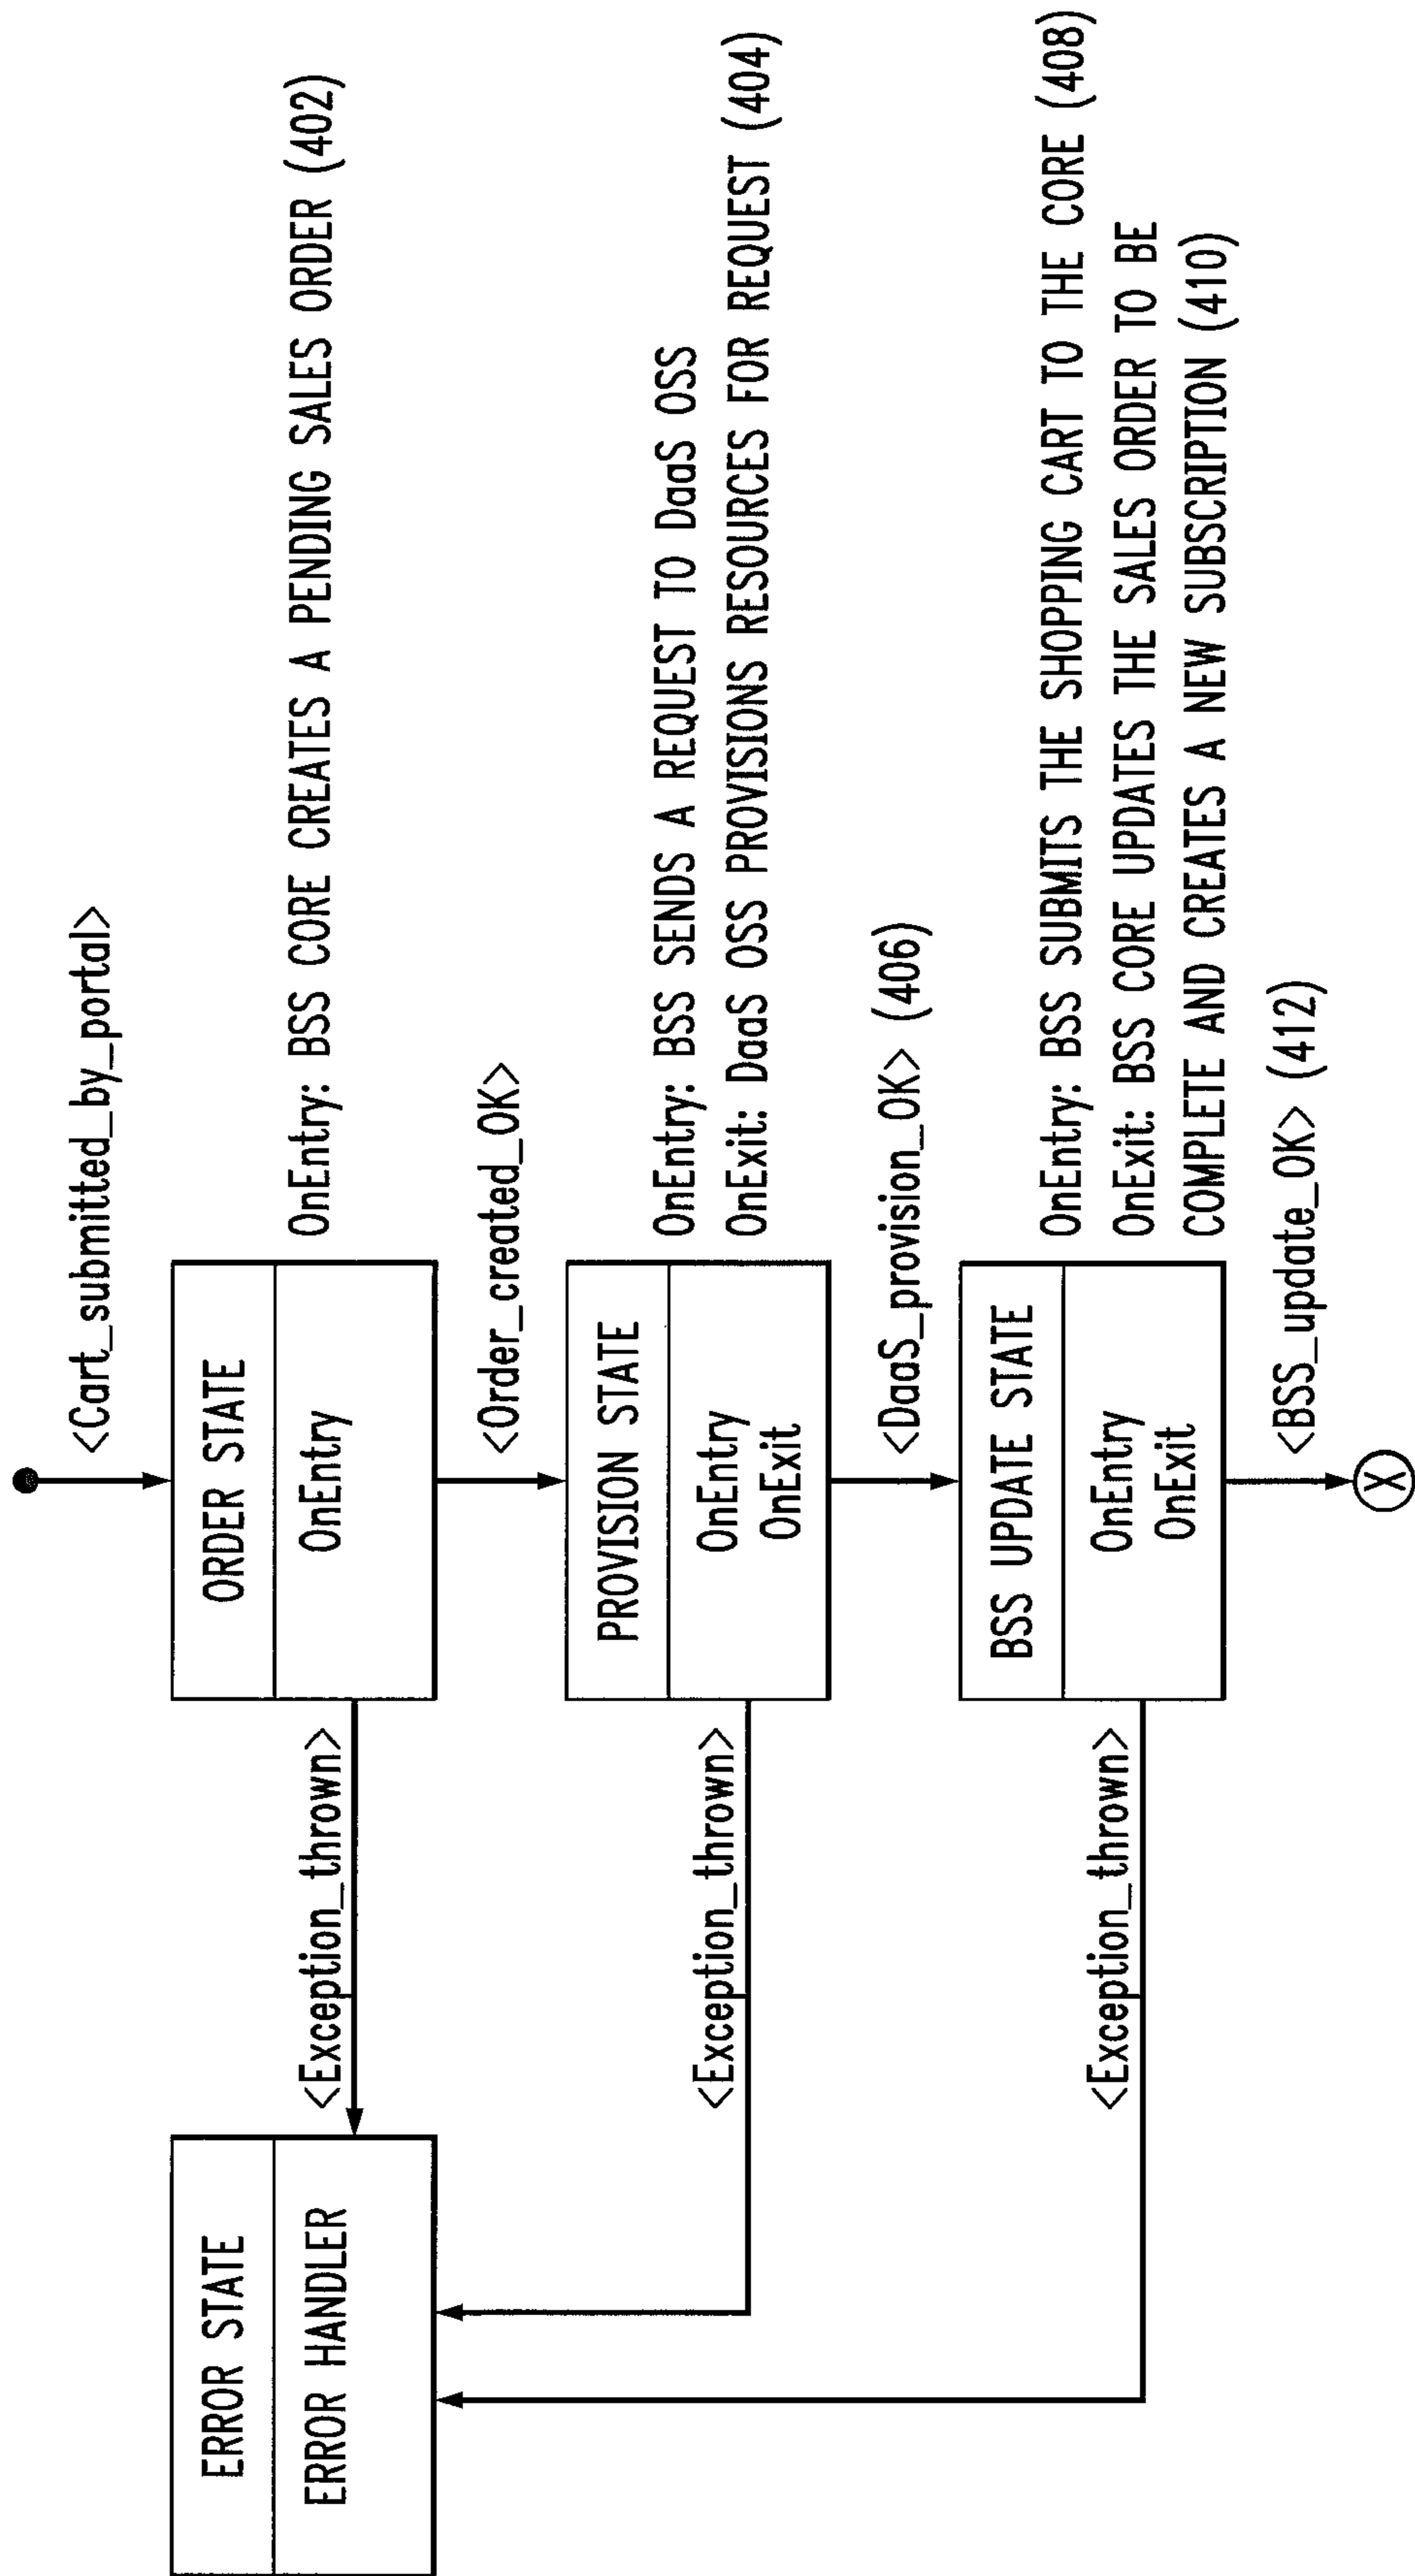 <Cart_submitted_by_portal>
ORDER STATE
OnEntry
OnEntry: BSS CORE CREATES A PENDING SALES ORDER (402)
<Exception_thrown>
ERROR STATE
ERROR HANDLER
<Order_created_OK>
PROVISION STATE
OnEntry
OnExit
OnEntry: BSS SENDS A REQUEST TO DaaS OSS
OnExit: DaaS OSS PROVISIONS RESOURCES FOR REQUEST (404)
<Exception_thrown>
<DaaS_provision_OK> (406)
BSS UPDATE STATE
OnEntry
OnExit
OnEntry: BSS SUBMITS THE SHOPPING CART TO THE CORE (408)
OnExit: BSS CORE UPDATES THE SALES ORDER TO BE
COMPLETE AND CREATES A NEW SUBSCRIPTION (410)
<Exception_thrown>
<BSS_update_OK> (412)
X